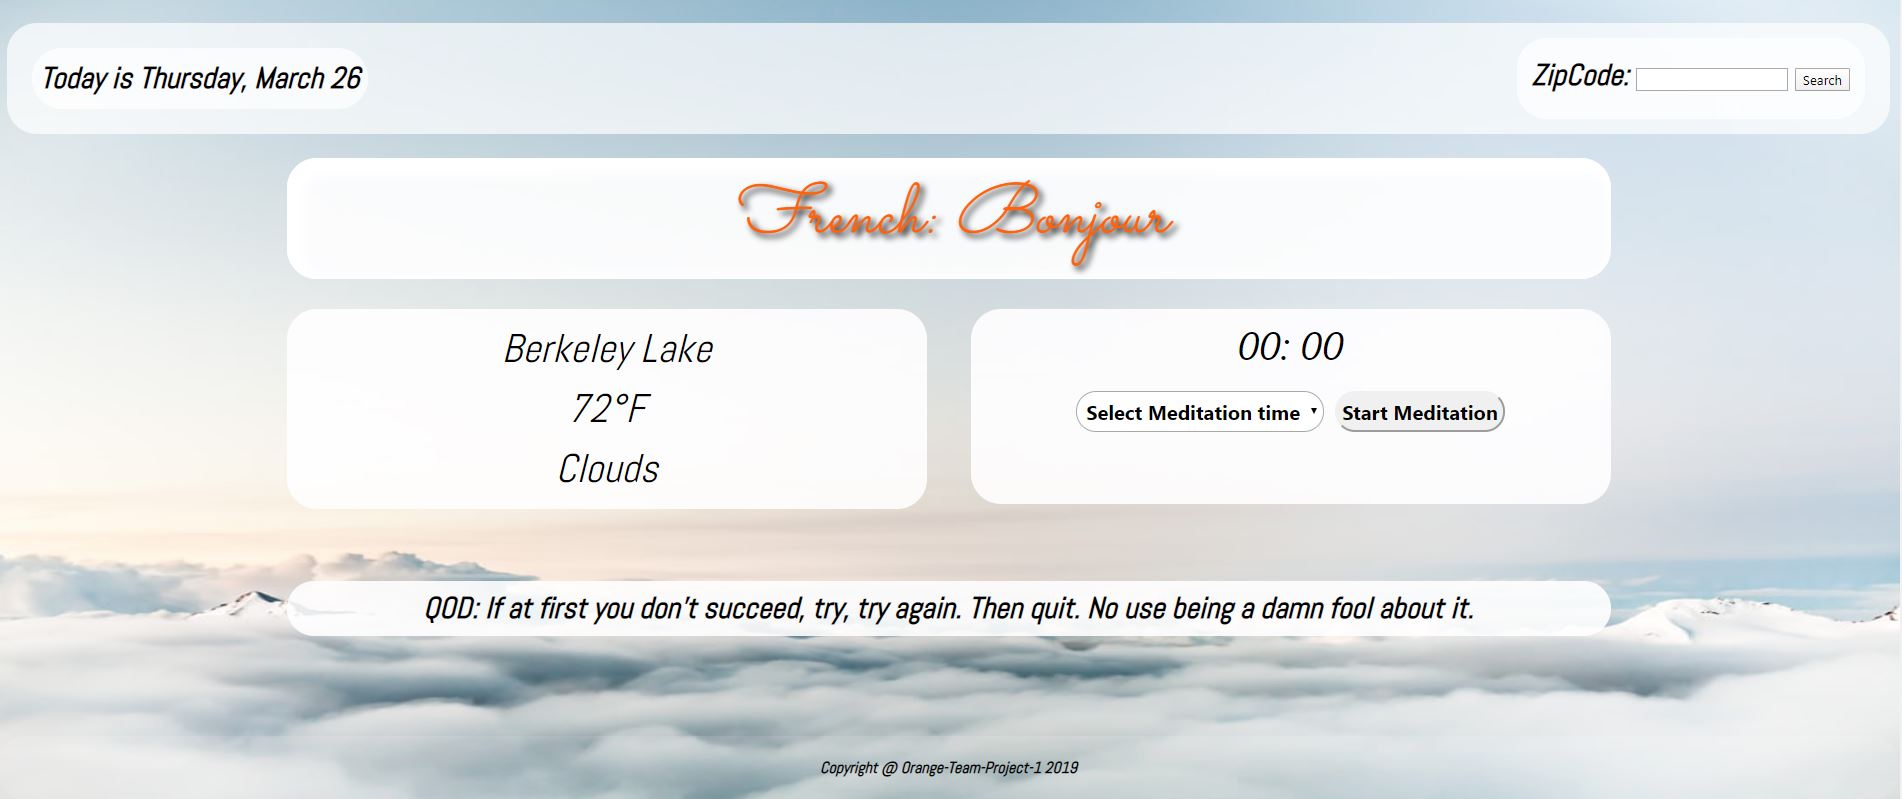 Today is Thursday, March 26
ZipCode:
Search
French: Bonjour
Berkeley Lake
72°F
Clouds
00: 00
Select Meditation time
Start Meditation
QOD: If at first you don't succeed, try, try again. Then quit. No use being a damn fool about it.
Copyright @ Orange-Team-Project-1 2019